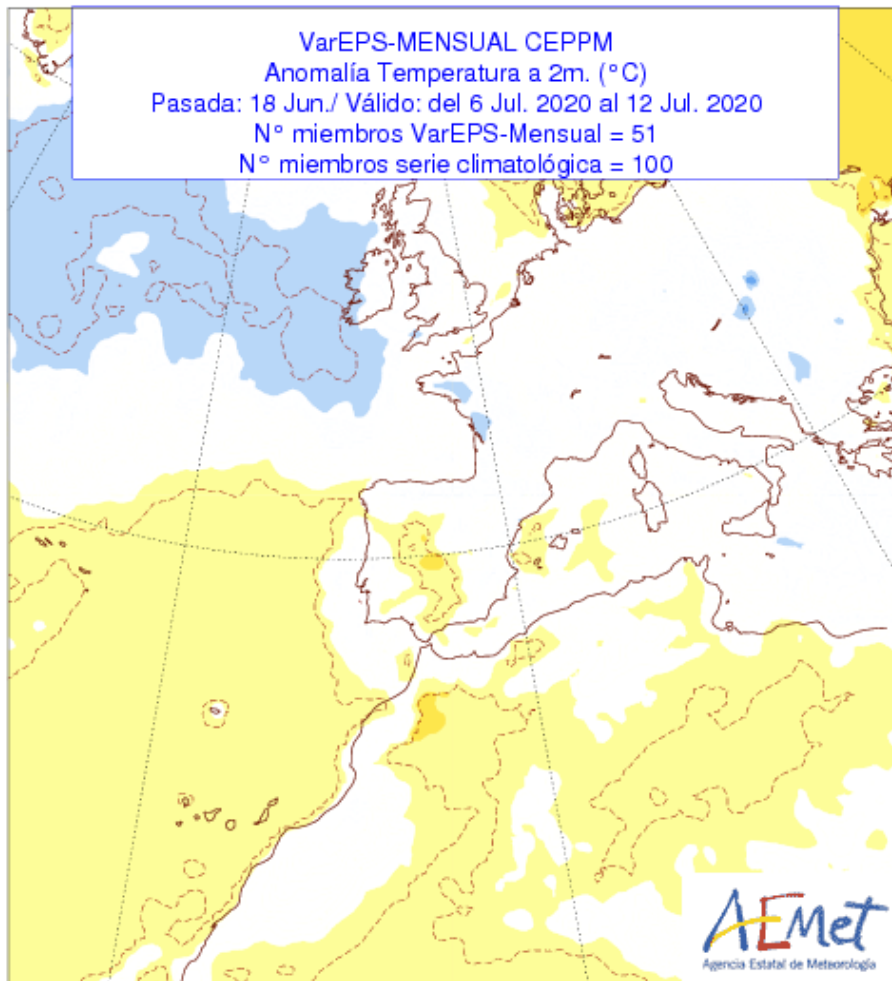 VarEPS-MENSUAL CEPPM
Anomalía Temperatura a 2m. (°C)
Pasada: 18 Jun./ Válido: del 6 Jul. 2020 al 12 Jul. 2020
N° miembros VarEPS-Mensual = 51
N° miembros serie climatológica = 100
AEMet
Agencia Estatal de Meteorología